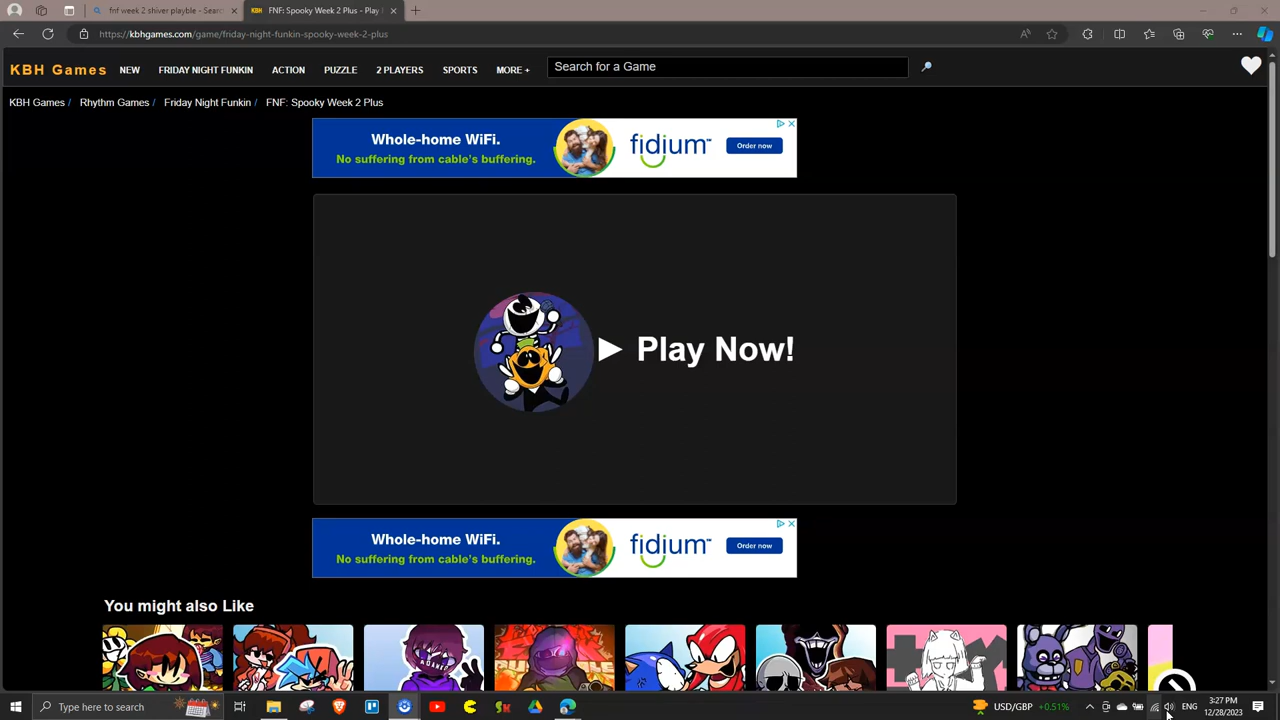 fnf week 2 shiver playble - Searc
FNF: Spooky Week 2 Plus - Play
https://kbhgames.com/game/friday-night-funkin-spooky-week-2-plus
KBH Games
NEW
FRIDAY NIGHT FUNKIN
ACTION
PUZZLE
2 PLAYERS
SPORTS
MORE +
Search for a Game
KBH Games / Rhythm Games / Friday Night Funkin / FNF: Spooky Week 2 Plus
Whole-home WiFi.
No suffering from cable's buffering.
fidium™
Order now
Play Now!
Whole-home WiFi.
No suffering from cable's buffering.
fidium™
Order now
You might also Like
Type here to search
USD/GBP +0.51%
ENG
3:27 PM
12/28/2023